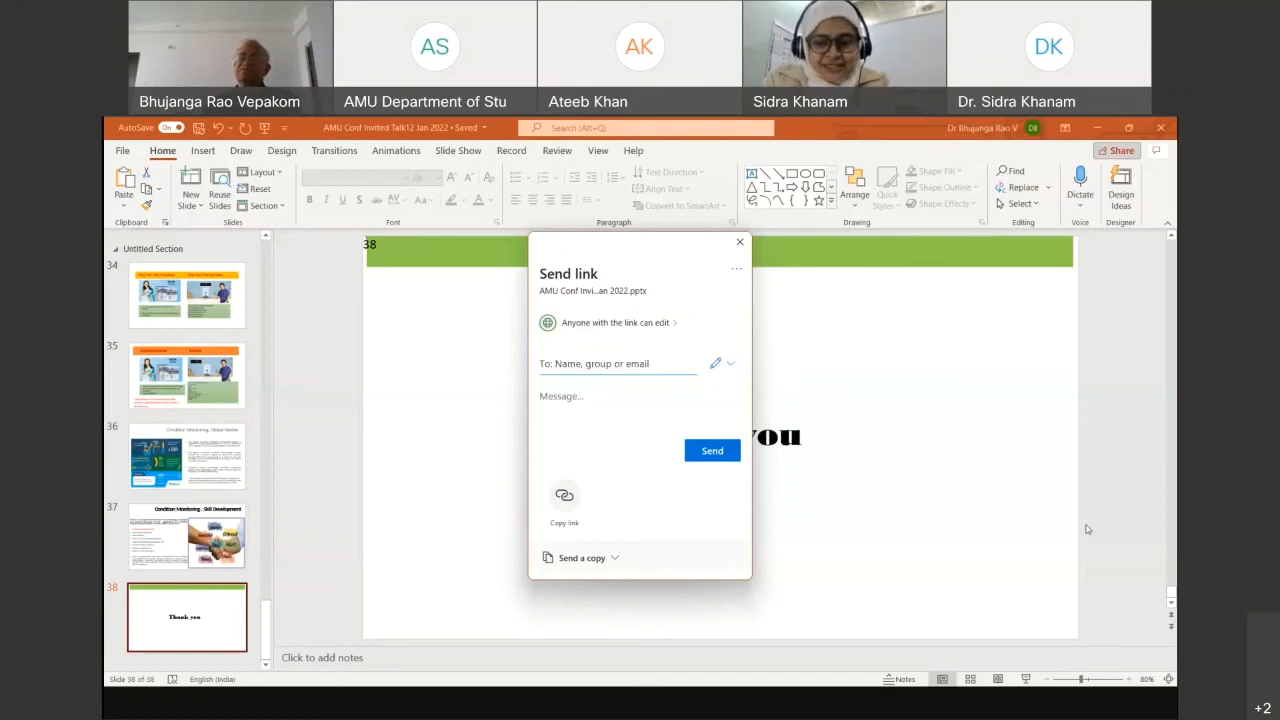 AS
AK
DK
Bhujanga Rao Vepakom
AMU Department of Stu
Ateeb Khan
Sidra Khanam
Dr. Sidra Khanam
AutoSave On
AMU Conf Invited Talk12 Jan 2022 • Saved
Search (Alt+Q)
Dr Bhujanga Rao V DB
File Home Insert Draw Design Transitions Animations Slide Show Record Review View Help
Share
Paste
New Slide
Reuse Slides
Layout
Reset
Section
Text Direction
Align Text
Convert to SmartArt
Arrange
Quick Styles
Shape Fill
Shape Outline
Shape Effects
Find
Replace
Select
Dictate
Design Ideas
Clipboard
Slides
Font
Paragraph
Drawing
Editing
Voice
Designer
Untitled Section
34
35
36
Condition Monitoring: Global Market
37
Condition Monitoring : Skill Development
38
Thank you
38
you
Send link
AMU Conf Invi...an 2022.pptx
Anyone with the link can edit
To: Name, group or email
Message...
Send
Copy link
Send a copy
Click to add notes
Slide 38 of 38
English (India)
Notes
80%
+2